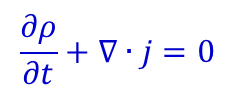 ∂ρ/∂t + ∇ · j = 0